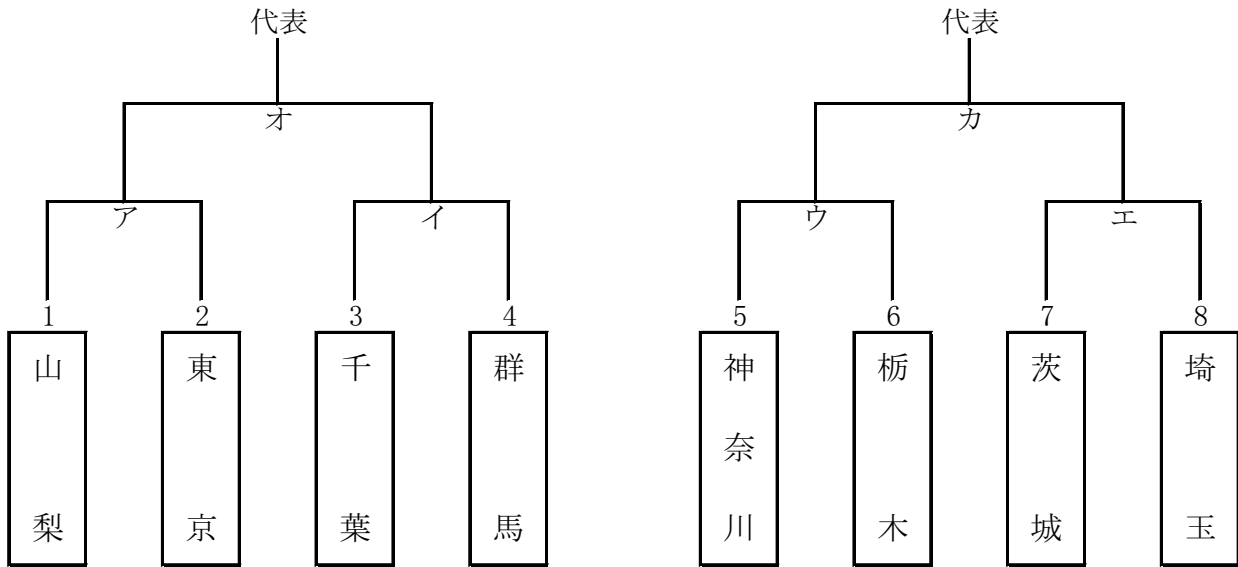 代表 代表
オ カ
ア イ ウ エ
1 2 3 4 5 6 7 8
山梨 東京 千葉 群馬 神奈川 栃木 茨城 埼玉